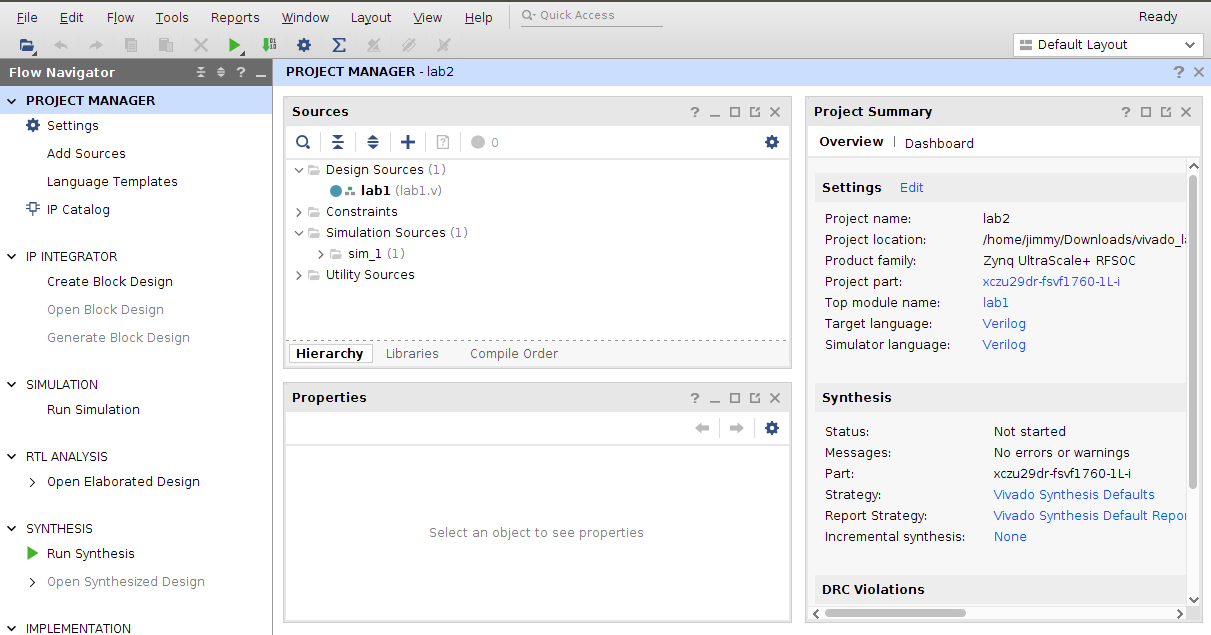 File Edit Flow Tools Reports Window Layout View Help Quick Access Ready
Default Layout
Flow Navigator
PROJECT MANAGER
Settings
Add Sources
Language Templates
IP Catalog
IP INTEGRATOR
Create Block Design
Open Block Design
Generate Block Design
SIMULATION
Run Simulation
RTL ANALYSIS
Open Elaborated Design
SYNTHESIS
Run Synthesis
Open Synthesized Design
IMPLEMENTATION
PROJECT MANAGER - lab2
Sources
0
Design Sources (1)
lab1 (lab1.v)
Constraints
Simulation Sources (1)
sim_1 (1)
Utility Sources
Hierarchy Libraries Compile Order
Properties
Select an object to see properties
Project Summary
Overview | Dashboard
Settings Edit
Project name: lab2
Project location: /home/jimmy/Downloads/vivado_l
Product family: Zynq UltraScale+ RFSOC
Project part: xczu29dr-fsvf1760-1L-i
Top module name: lab1
Target language: Verilog
Simulator language: Verilog
Synthesis
Status: Not started
Messages: No errors or warnings
Part: xczu29dr-fsvf1760-1L-i
Strategy: Vivado Synthesis Defaults
Report Strategy: Vivado Synthesis Default Repor
Incremental synthesis: None
DRC Violations